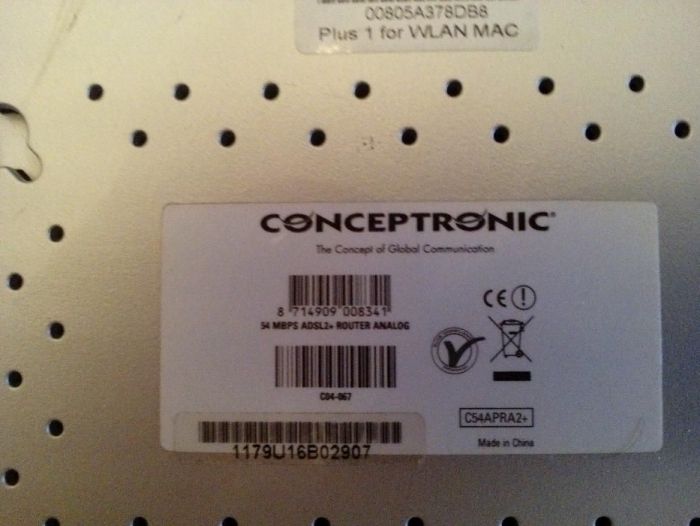 00805A378DB8
Plus 1 for WLAN MAC
CONCEPTRONIC®
The Concept of Global Communication
8 714909 008341
54 MBPS ADSL2+ ROUTER ANALOG
C04-067
CE
C54APRA2+
Made in China
1179U16B02907